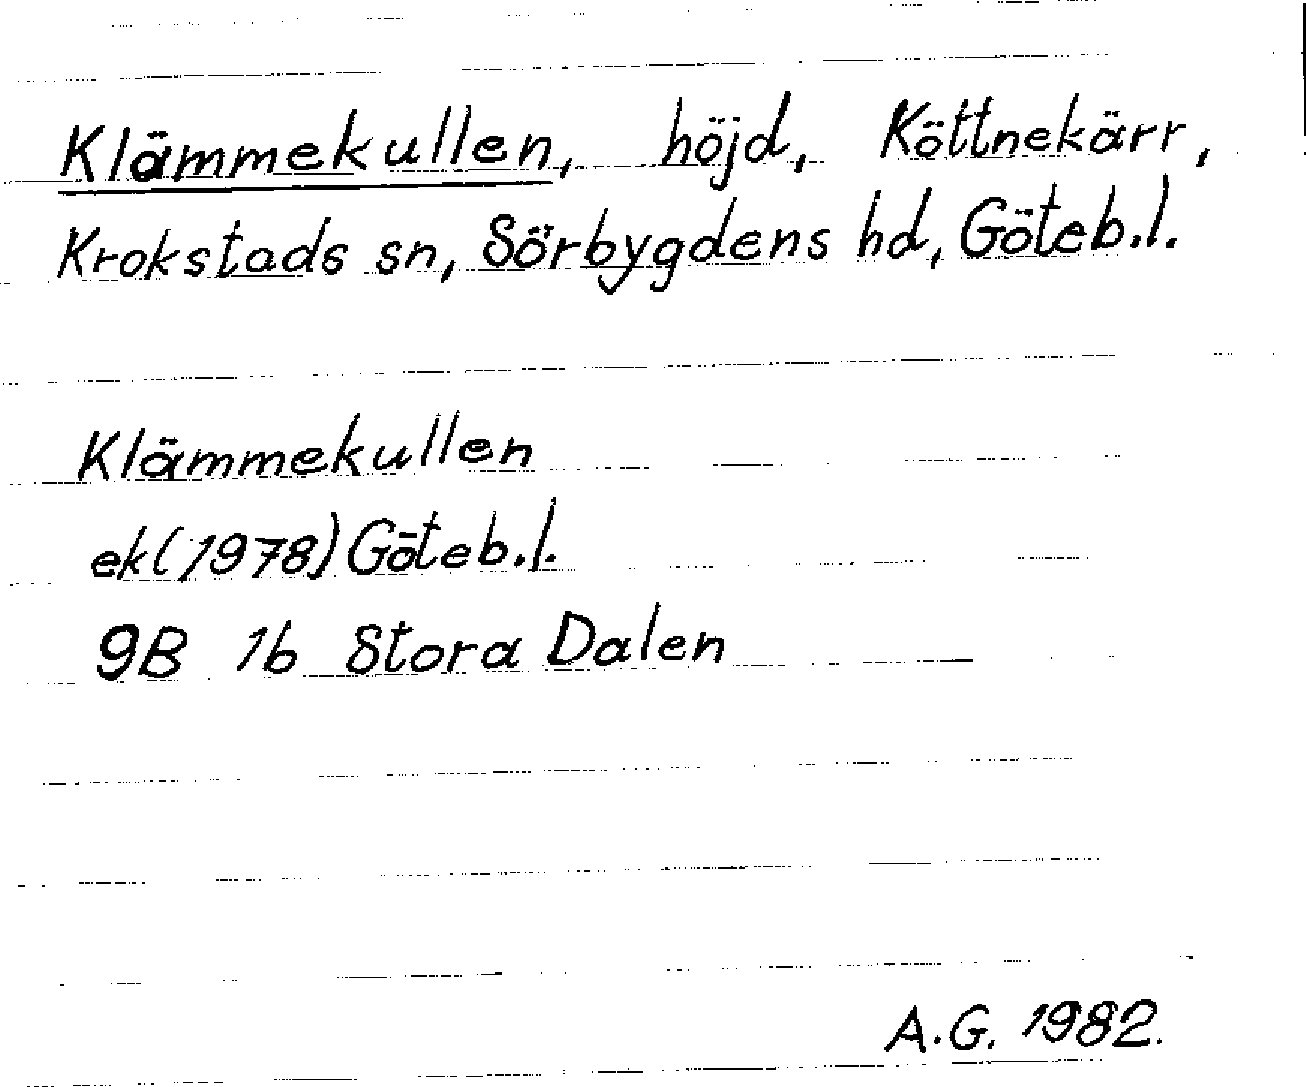 Klämmekullen, höjd, Köttnekärr,
Krokstads sn, Sörbygdens hd, Göteb.l.
Klämmekullen
ek(1978) Göteb.l.
9B 1b Stora Dalen
A.G. 1982.